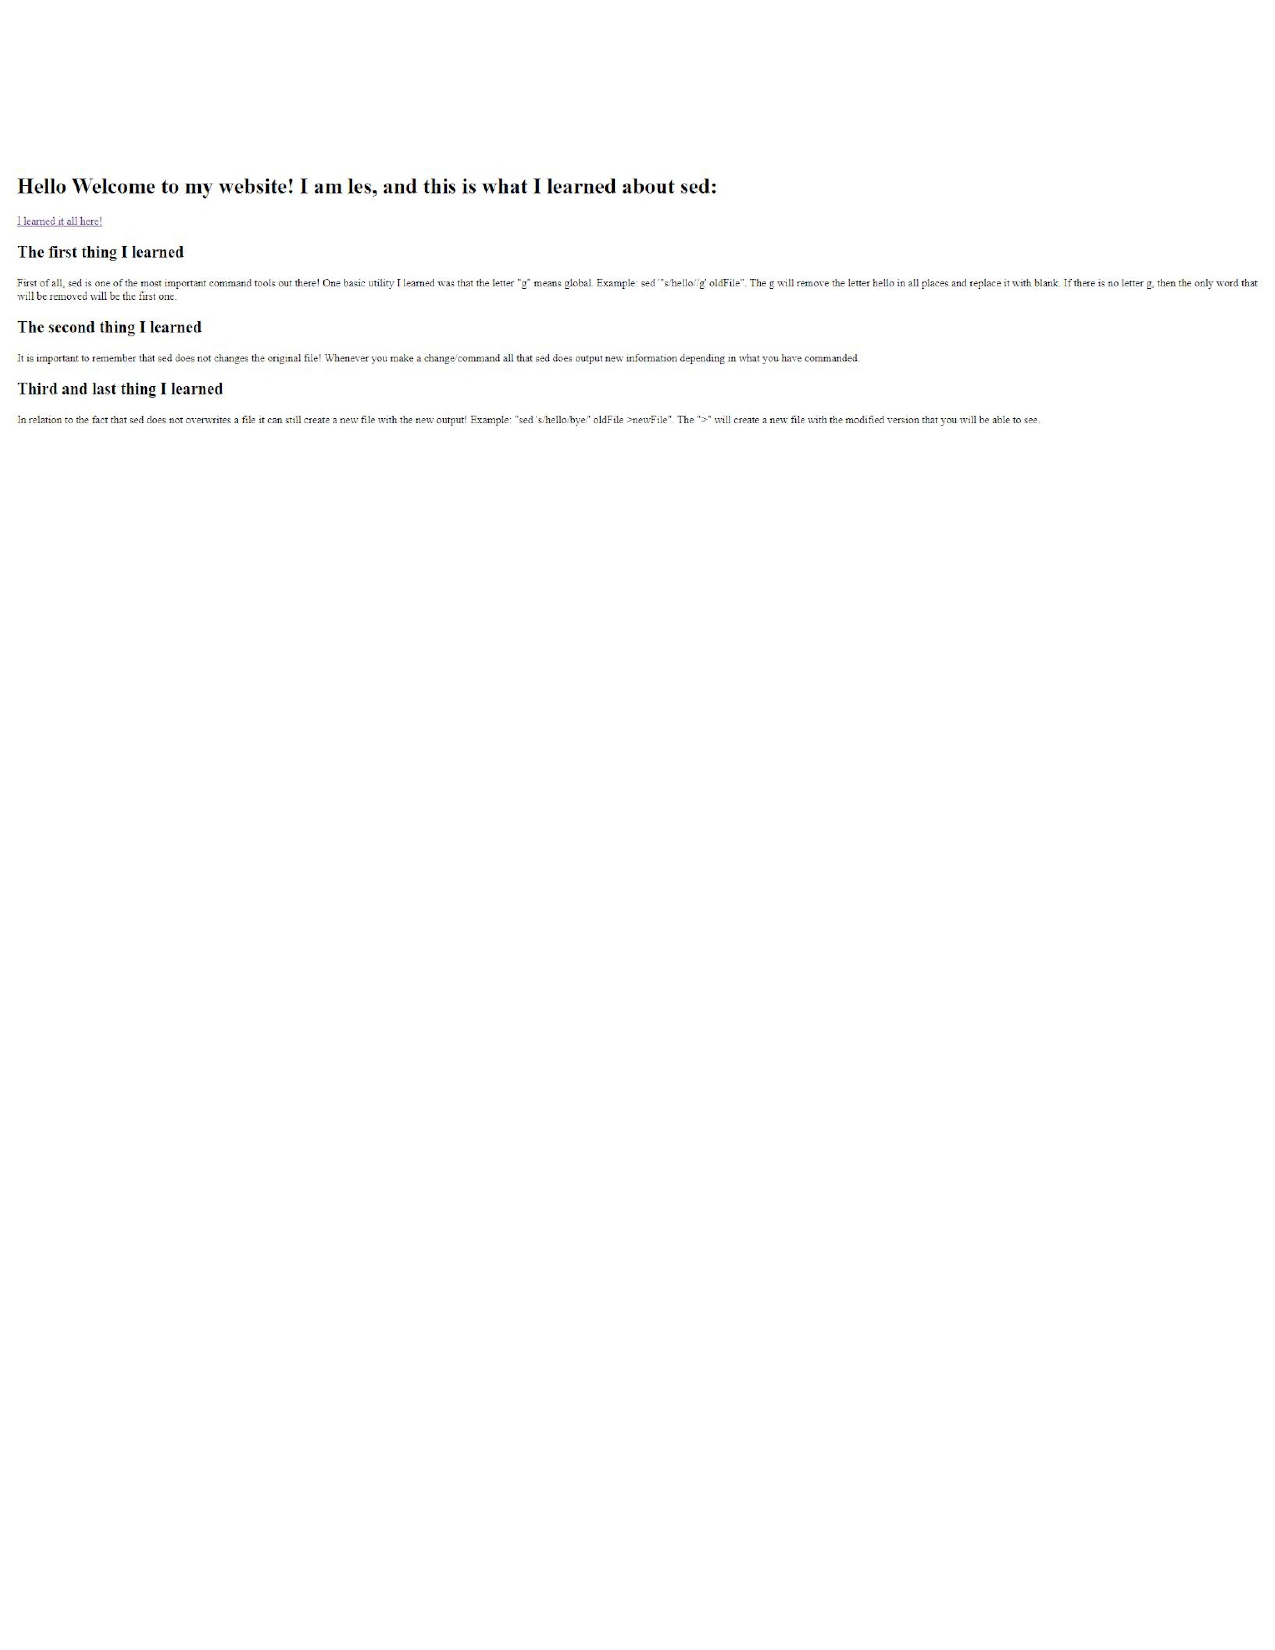 Hello Welcome to my website! I am les, and this is what I learned about sed:
I learned it all here!
The first thing I learned
First of all, sed is one of the most important command tools out there! One basic utility I learned was that the letter "g" means global. Example: sed '"s/hello//g' oldFile". The g will remove the letter hello in all places and replace it with blank. If there is no letter g, then the only word that
will be removed will be the first one.
The second thing I learned
It is important to remember that sed does not changes the original file! Whenever you make a change/command all that sed does output new information depending in what you have commanded.
Third and last thing I learned
In relation to the fact that sed does not overwrites a file it can still create a new file with the new output! Example: "sed 's/hello/bye/' oldFile >newFile". The ">" will create a new file with the modified version that you will be able to see.